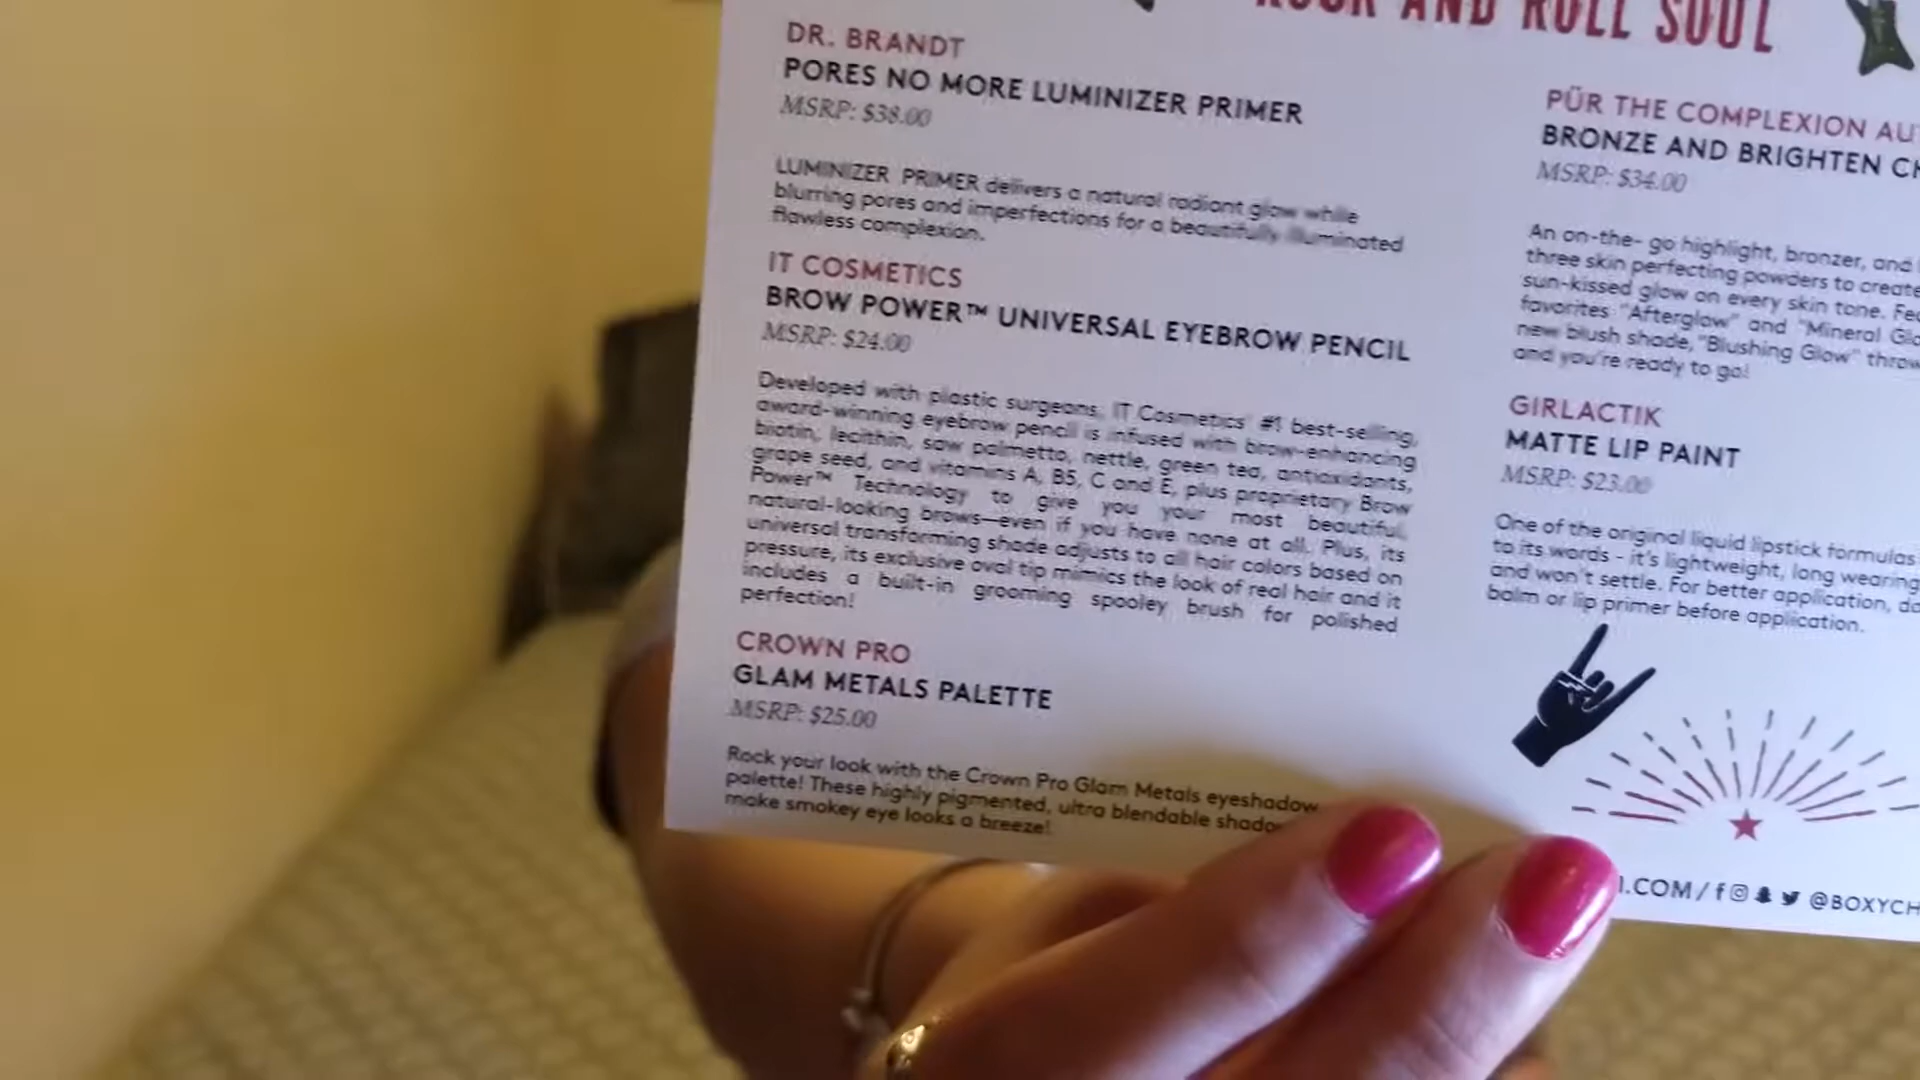 ROCK AND ROLL SOUL
DR. BRANDT
PORES NO MORE LUMINIZER PRIMER
MSRP: $38.00
LUMINIZER PRIMER delivers a natural radiant glow while
blurring pores and imperfections for a beautifully illuminated
flawless complexion.
IT COSMETICS
BROW POWER™ UNIVERSAL EYEBROW PENCIL
MSRP: $24.00
Developed with plastic surgeons, IT Cosmetics' #1 best-selling,
award-winning eyebrow pencil is infused with brow-enhancing
biotin, lecithin, saw palmetto, nettle, green tea, antioxidants,
grape seed, and vitamins A, B5, C and E, plus proprietary Brow
Power™ Technology to give you your most beautiful,
natural-looking brows—even if you have none at all. Plus, its
universal transforming shade adjusts to all hair colors based on
pressure, its exclusive oval tip mimics the look of real hair and it
includes a built-in grooming spooley brush for polished
perfection!
CROWN PRO
GLAM METALS PALETTE
MSRP: $25.00
Rock your look with the Crown Pro Glam Metals eyeshadow
palette! These highly pigmented, ultra blendable shado
make smokey eye looks a breeze!
PÜR THE COMPLEXION AU
BRONZE AND BRIGHTEN CH
MSRP: $34.00
An on-the- go highlight, bronzer, and
three skin perfecting powders to create
sun-kissed glow on every skin tone. Fea
favorites "Afterglow" and "Mineral Glo
new blush shade, "Blushing Glow" throw
and you're ready to go!
GIRLACTIK
MATTE LIP PAINT
MSRP: $23.00
One of the original liquid lipstick formulas
to its words - it's lightweight, long wearing
and won't settle. For better application, da
balm or lip primer before application.
.COM / @BOXYCH